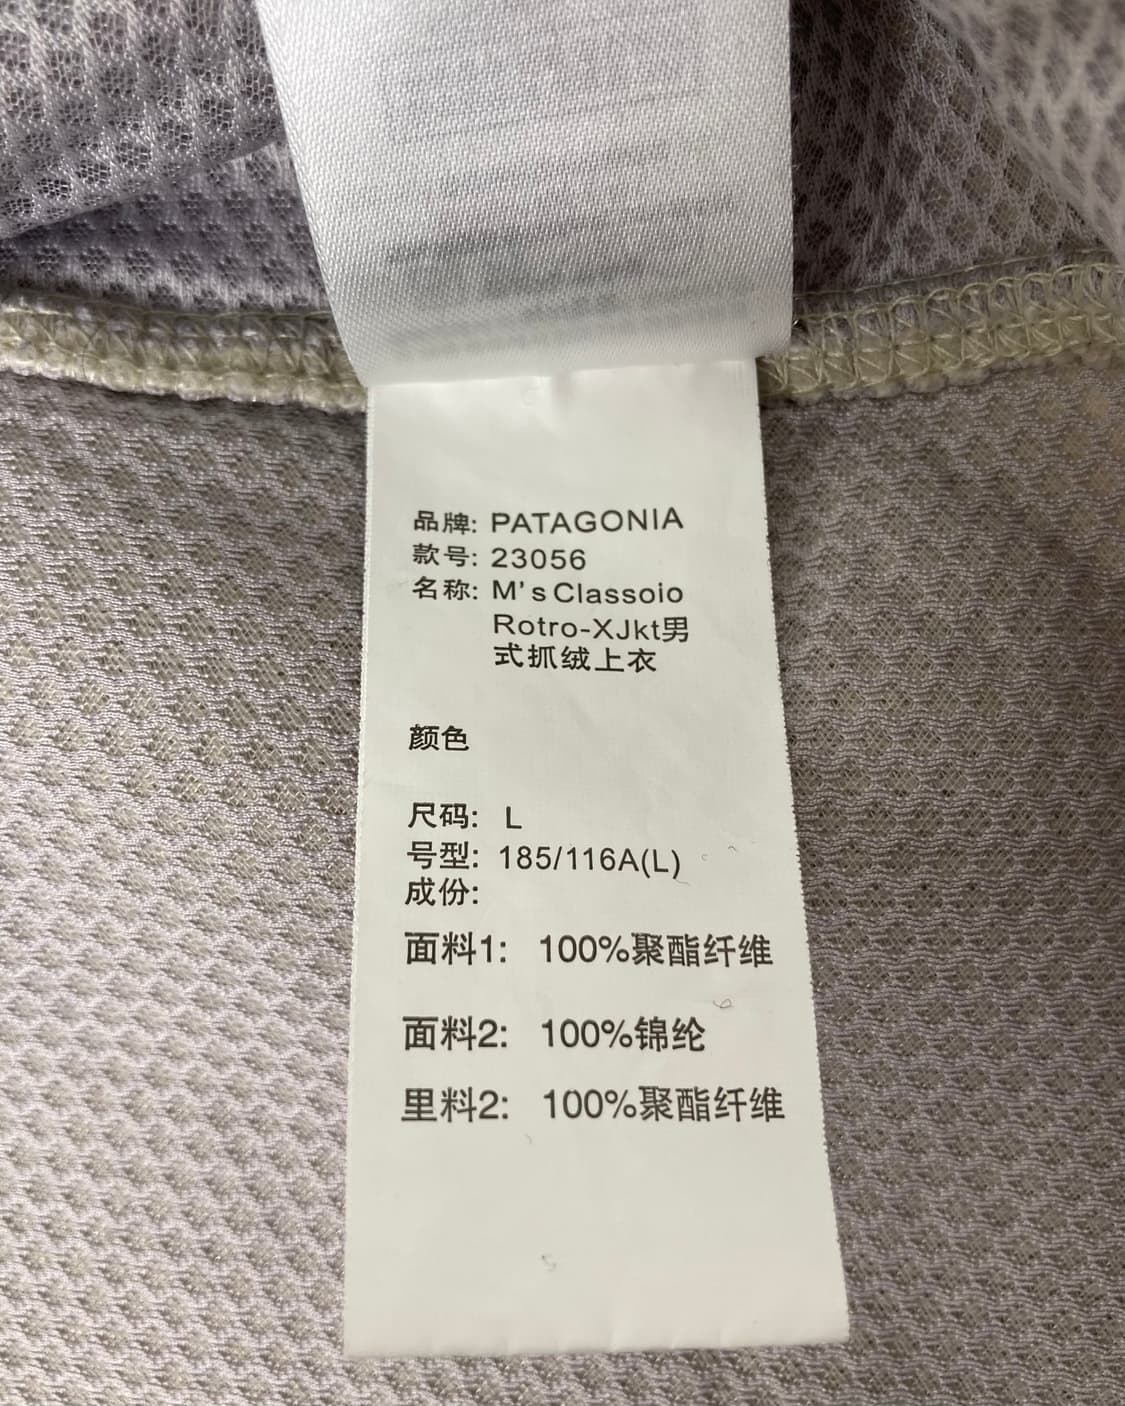 品牌: PATAGONIA
款号: 23056
名称: M's Classoio
Rotro-XJkt男
式抓绒上衣
颜色
尺码: L
号型: 185/116A(L)
成份:
面料1: 100%聚酯纤维
面料2: 100%锦纶
里料2: 100%聚酯纤维